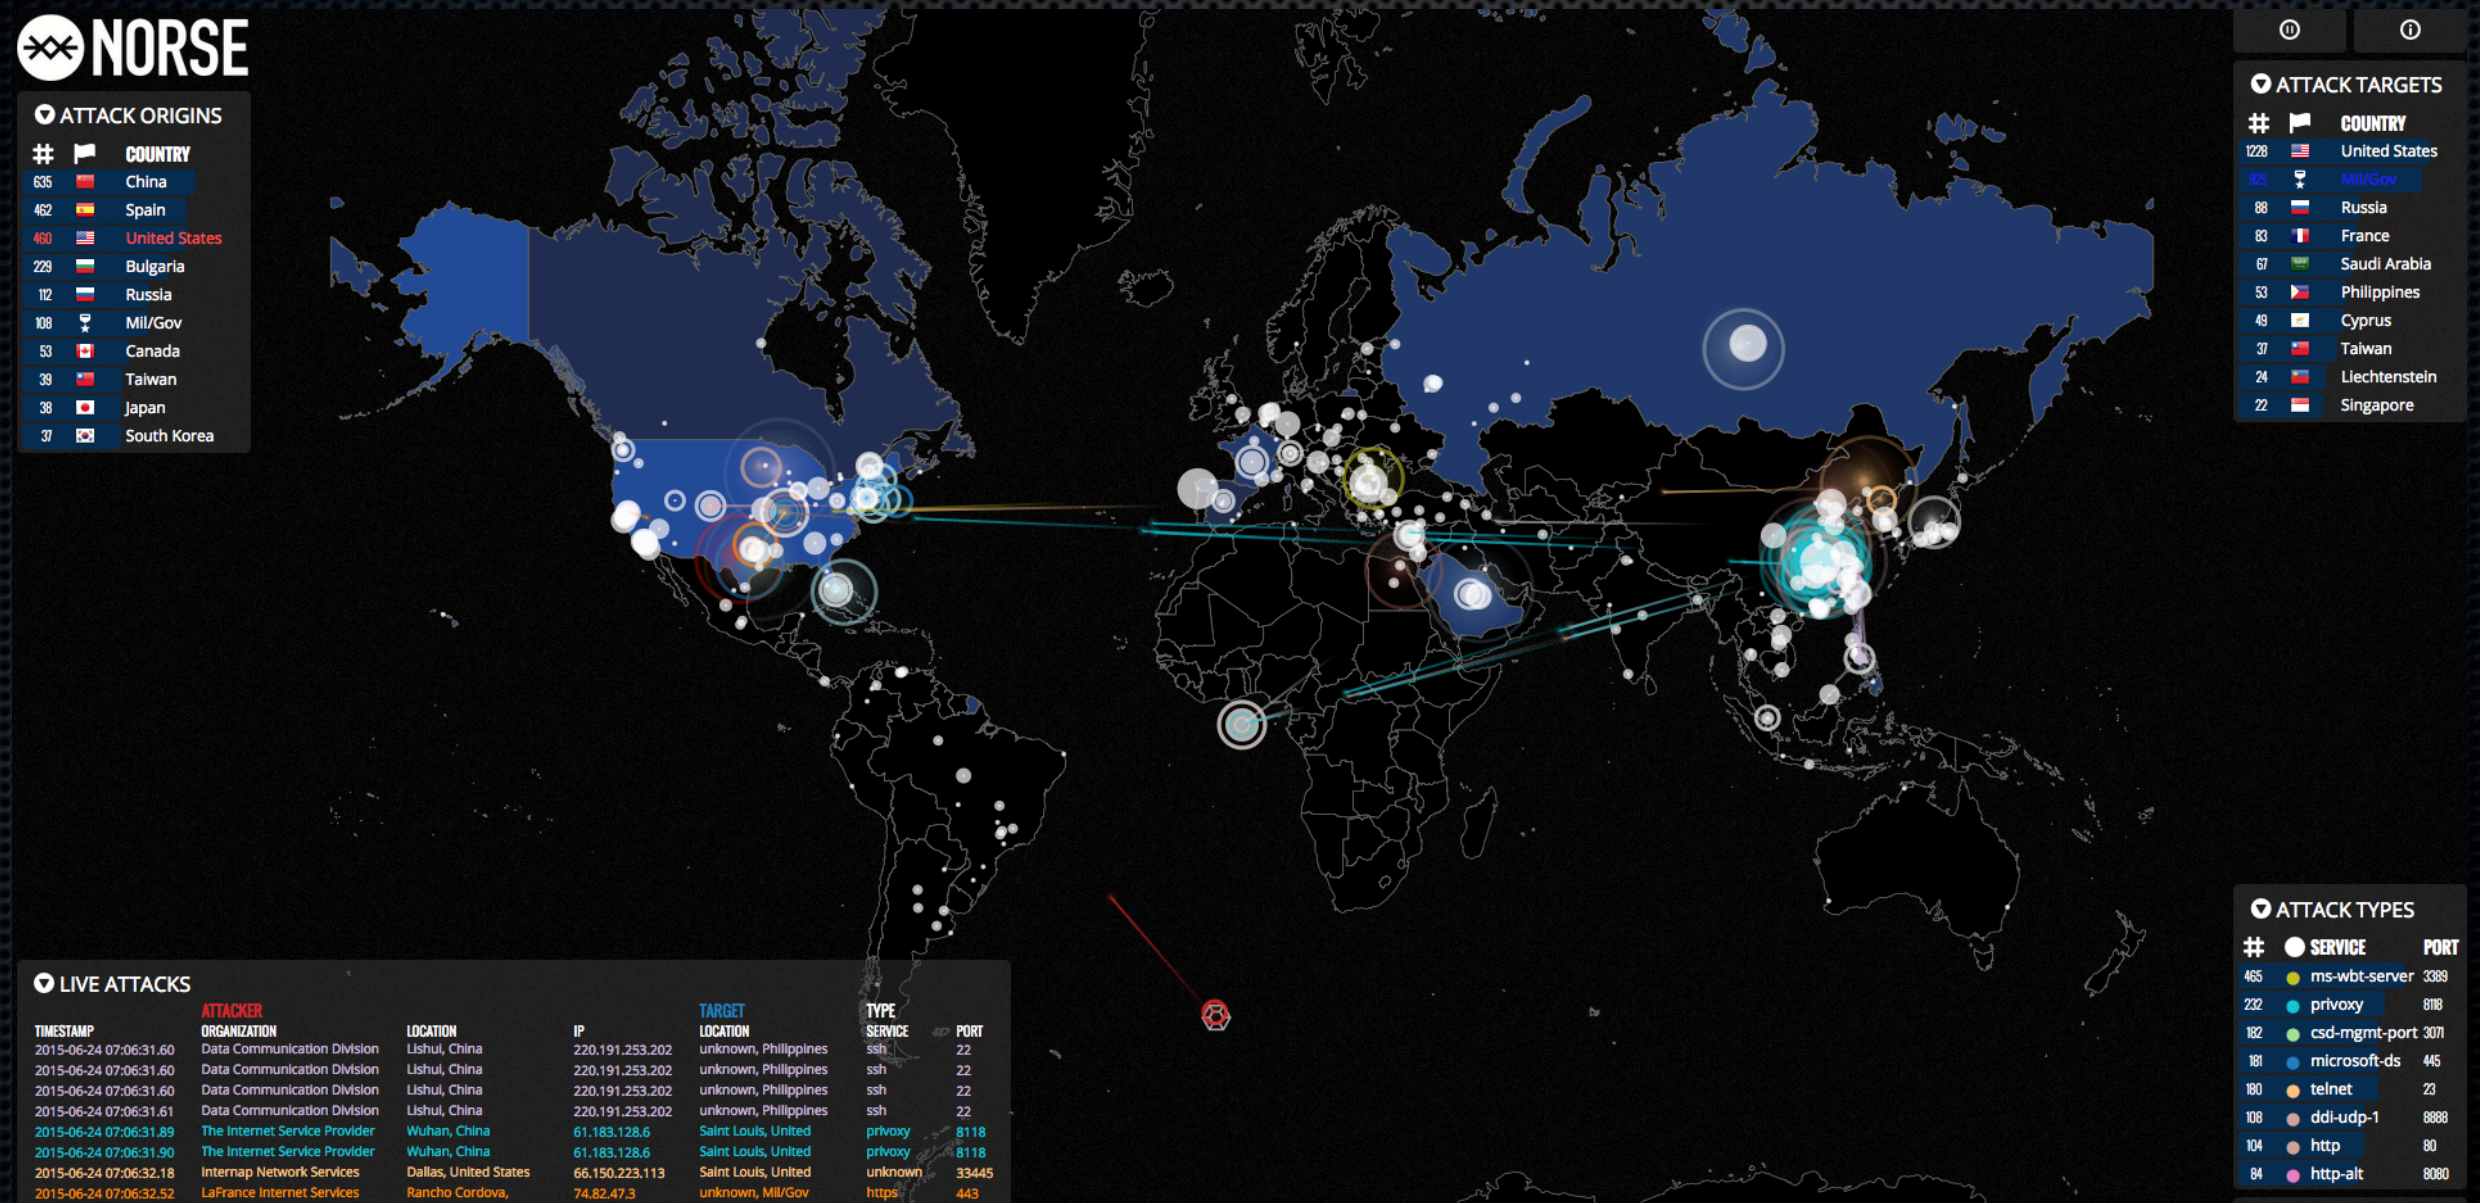 NORSE
ATTACK ORIGINS
# COUNTRY
635 China
462 Spain
460 United States
229 Bulgaria
112 Russia
108 Mil/Gov
53 Canada
39 Taiwan
38 Japan
37 South Korea
ATTACK TARGETS
# COUNTRY
1228 United States
925 Mil/Gov
88 Russia
83 France
67 Saudi Arabia
53 Philippines
49 Cyprus
37 Taiwan
24 Liechtenstein
22 Singapore
LIVE ATTACKS
ATTACKER TARGET TYPE
TIMESTAMP ORGANIZATION LOCATION IP LOCATION SERVICE PORT
2015-06-24 07:06:31.60 Data Communication Division Lishui, China 220.191.253.202 unknown, Philippines ssh 22
2015-06-24 07:06:31.60 Data Communication Division Lishui, China 220.191.253.202 unknown, Philippines ssh 22
2015-06-24 07:06:31.60 Data Communication Division Lishui, China 220.191.253.202 unknown, Philippines ssh 22
2015-06-24 07:06:31.61 Data Communication Division Lishui, China 220.191.253.202 unknown, Philippines ssh 22
2015-06-24 07:06:31.89 The Internet Service Provider Wuhan, China 61.183.128.6 Saint Louis, United privoxy 8118
2015-06-24 07:06:31.90 The Internet Service Provider Wuhan, China 61.183.128.6 Saint Louis, United privoxy 8118
2015-06-24 07:06:32.18 Internap Network Services Dallas, United States 66.150.223.113 Saint Louis, United unknown 33445
2015-06-24 07:06:32.52 LaFrance Internet Services Rancho Cordova, 74.82.47.3 unknown, Mil/Gov https 443
ATTACK TYPES
# SERVICE PORT
465 ms-wbt-server 3389
232 privoxy 8118
182 csd-mgmt-port 3071
181 microsoft-ds 445
180 telnet 23
108 ddi-udp-1 8888
104 http 80
84 http-alt 8080